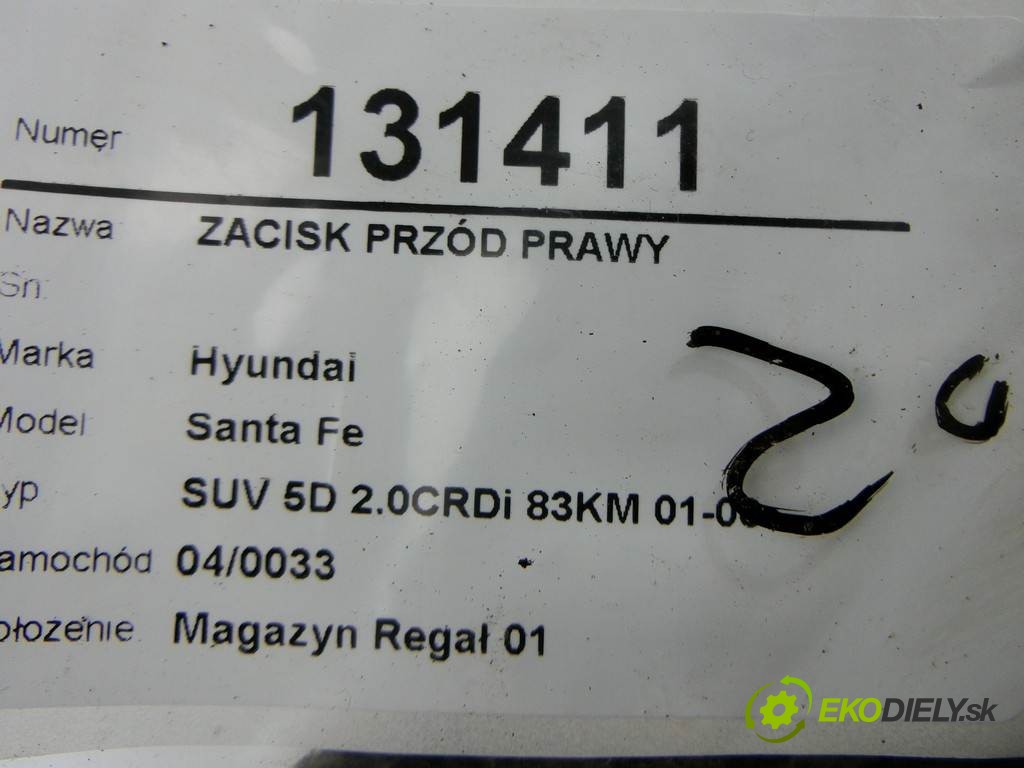 Numer 131411
Nazwa ZACISK PRZÓD PRAWY
Sn:
Marka Hyundai
Model Santa Fe
yp SUV 5D 2.0CRDi 83KM 01-0
amochód 04/0033
ołożenie Magazyn Regał 01
EKODIELY.sk